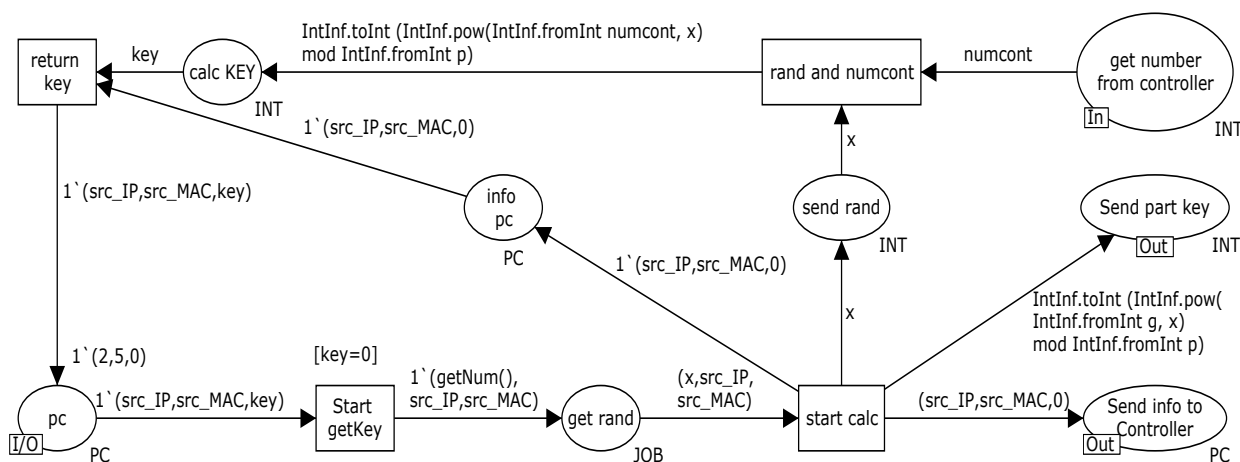 IntInf.toInt (IntInf.pow(IntInf.fromInt numcont, x)
mod IntInf.fromInt p)
return
key
key
calc KEY
INT
rand and numcont
numcont
get number
from controller
In
INT
1`(src_IP,src_MAC,0)
x
1`(src_IP,src_MAC,key)
info
pc
PC
send rand
INT
Send part key
Out
INT
1`(src_IP,src_MAC,0)
x
IntInf.toInt (IntInf.pow(
IntInf.fromInt g, x)
mod IntInf.fromInt p)
1`(2,5,0)
pc
I/O
PC
1`(src_IP,src_MAC,key)
[key=0]
Start
getKey
1`(getNum(),
src_IP,src_MAC)
get rand
JOB
(x,src_IP,
src_MAC)
start calc
(src_IP,src_MAC,0)
Send info to
Controller
Out
PC